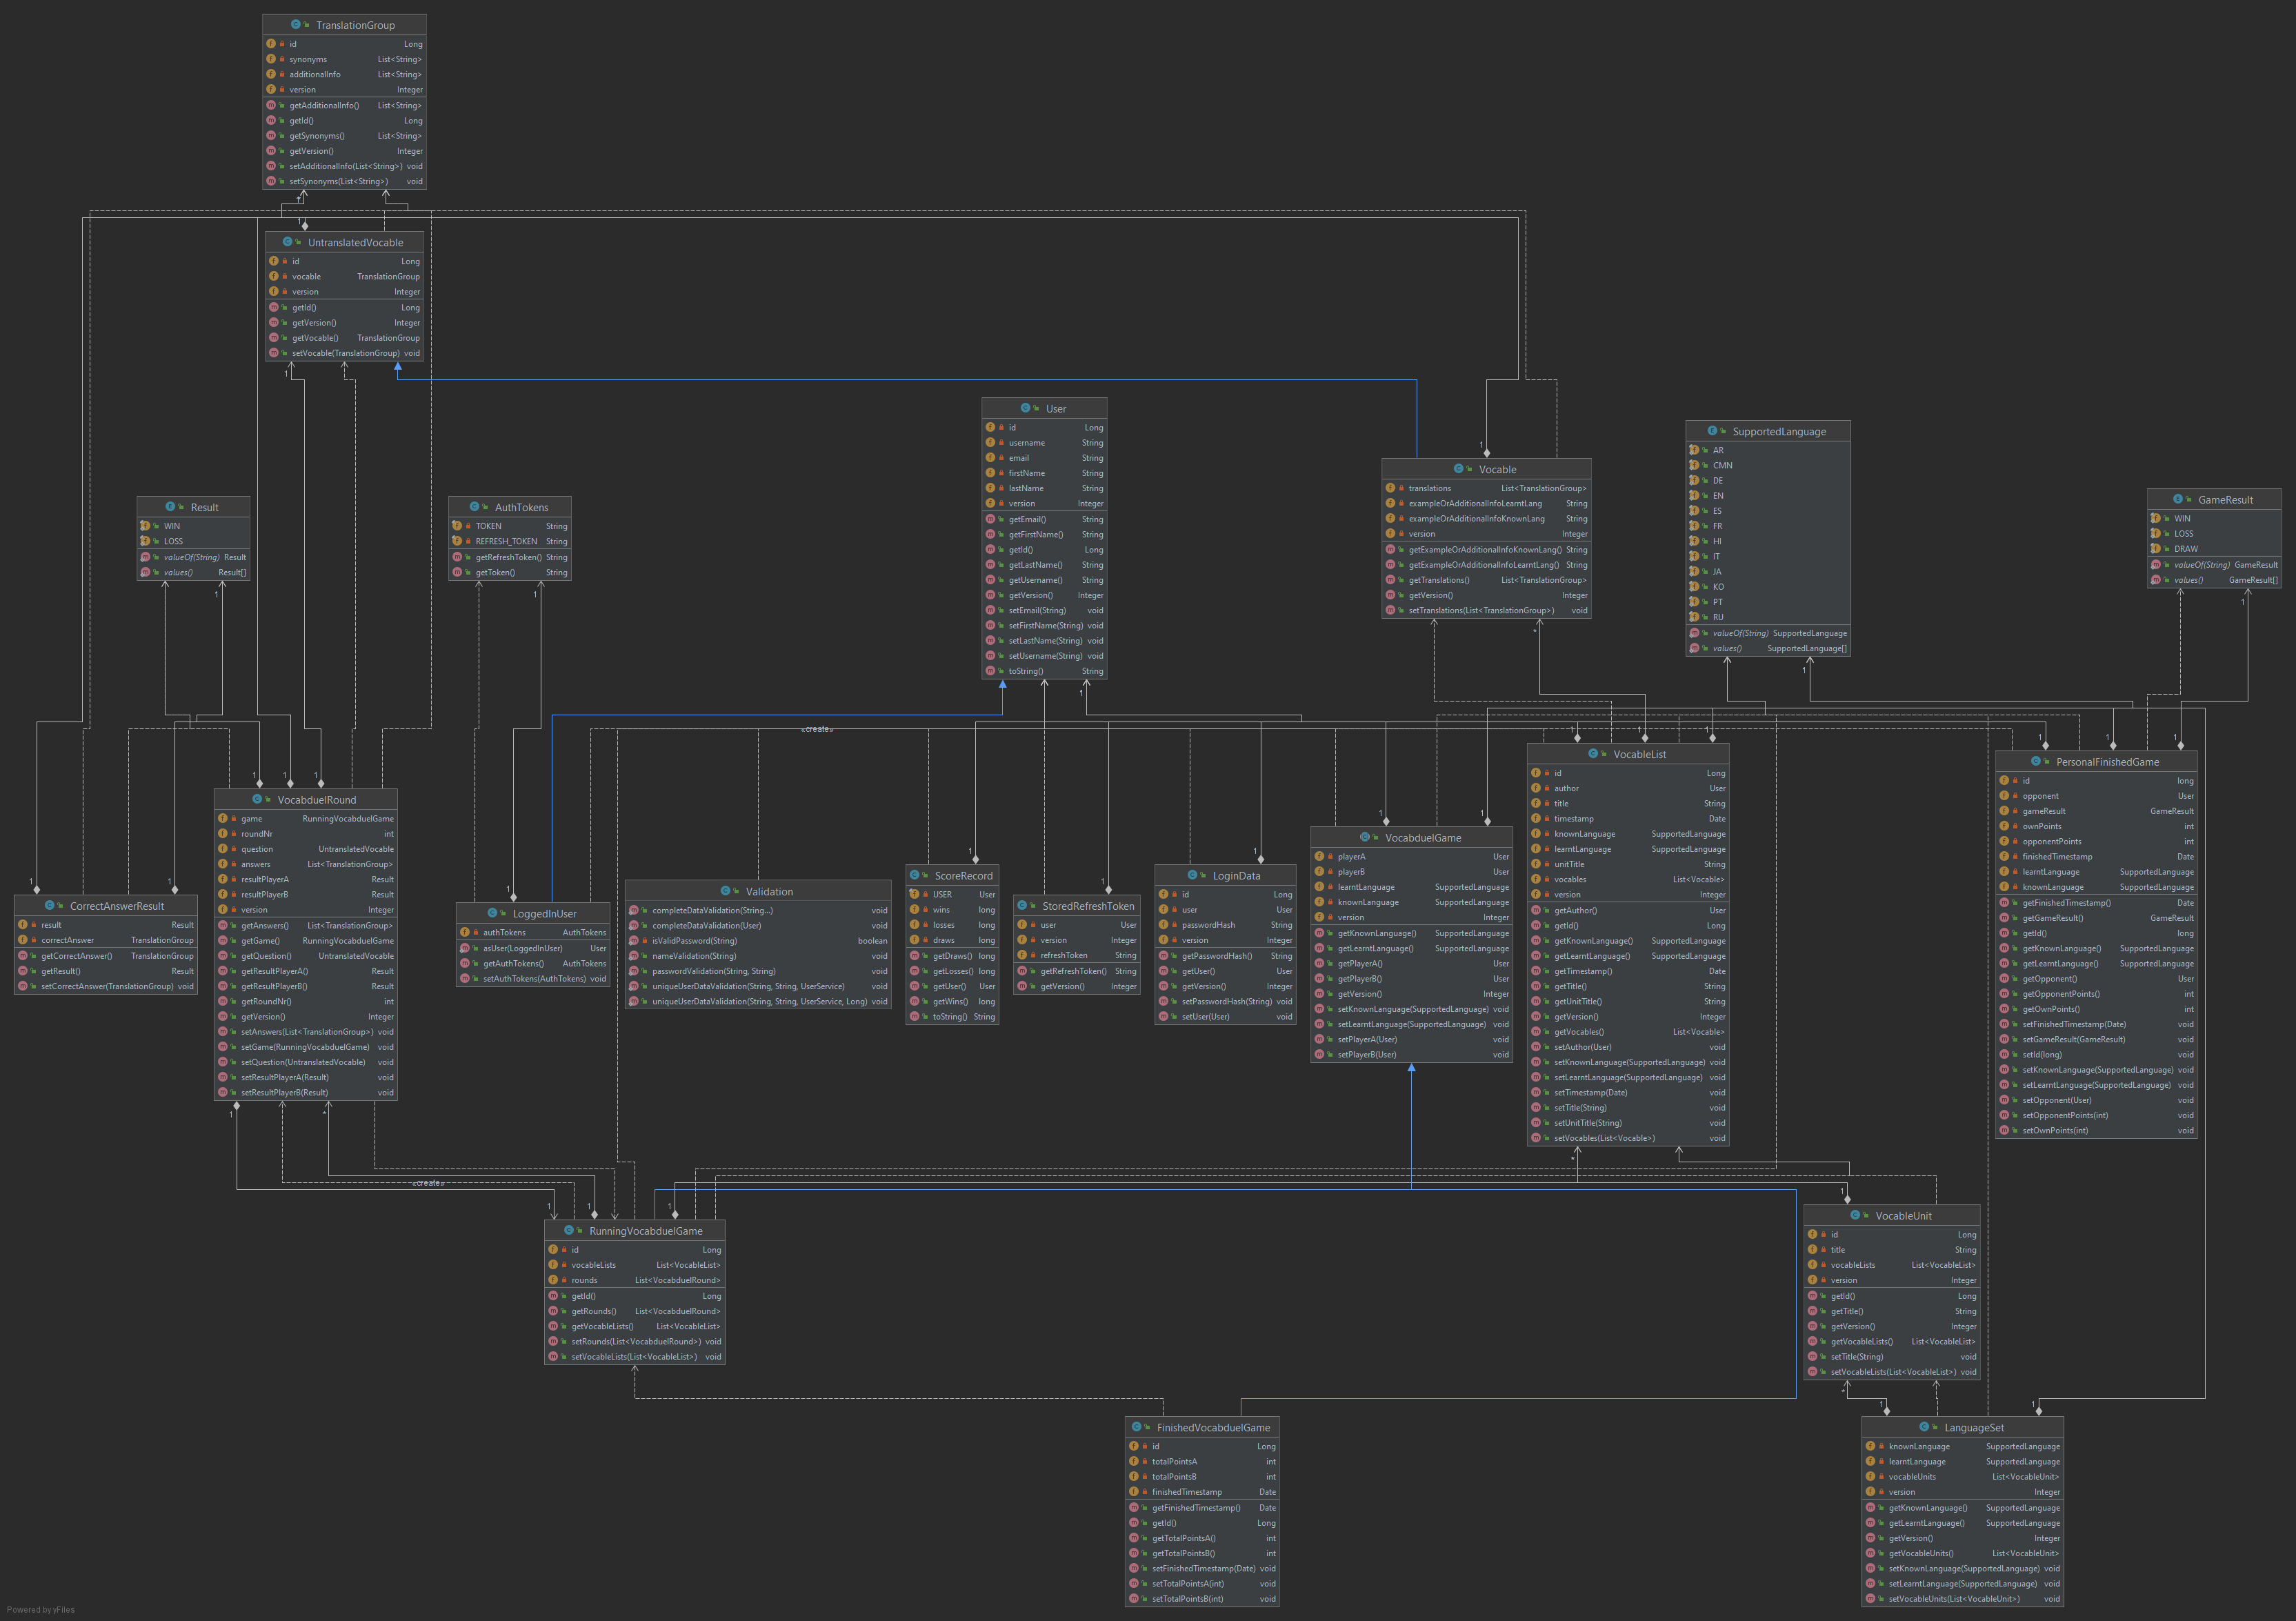 TranslationGroup
id Long
synonyms List<String>
additionalInfo List<String>
version Integer
getAdditionalInfo() List<String>
getId() Long
getSynonyms() List<String>
getVersion() Integer
setAdditionalInfo(List<String>) void
setSynonyms(List<String>) void
UntranslatedVocable
id Long
vocable TranslationGroup
version Integer
getId() Long
getVersion() Integer
getVocable() TranslationGroup
setVocable(TranslationGroup) void
User
id Long
username String
email String
firstName String
lastName String
version Integer
getEmail() String
getFirstName() String
getId() Long
getLastName() String
getUsername() String
getVersion() Integer
setEmail(String) void
setFirstName(String) void
setLastName(String) void
setUsername(String) void
toString() String
Vocable
translations List<TranslationGroup>
exampleOrAdditionalInfoLearntLang String
exampleOrAdditionalInfoKnownLang String
version Integer
getExampleOrAdditionalInfoKnownLang() String
getExampleOrAdditionalInfoLearntLang() String
getTranslations() List<TranslationGroup>
getVersion() Integer
setTranslations(List<TranslationGroup>) void
SupportedLanguage
AR
CMN
DE
EN
ES
FR
HI
IT
JA
KO
PT
RU
valueOf(String) SupportedLanguage
values() SupportedLanguage[]
Result
WIN
LOSS
valueOf(String) Result
values() Result[]
AuthTokens
TOKEN String
REFRESH_TOKEN String
getRefreshToken() String
getToken() String
GameResult
WIN
LOSS
DRAW
valueOf(String) GameResult
values() GameResult[]
«create»
VocabduelRound
game RunningVocabduelGame
roundNr int
question UntranslatedVocable
answers List<TranslationGroup>
resultPlayerA Result
resultPlayerB Result
version Integer
getAnswers() List<TranslationGroup>
getGame() RunningVocabduelGame
getQuestion() UntranslatedVocable
getResultPlayerA() Result
getResultPlayerB() Result
getRoundNr() int
getVersion() Integer
setAnswers(List<TranslationGroup>) void
setGame(RunningVocabduelGame) void
setQuestion(UntranslatedVocable) void
setResultPlayerA(Result) void
setResultPlayerB(Result) void
CorrectAnswerResult
result Result
correctAnswer TranslationGroup
getCorrectAnswer() TranslationGroup
getResult() Result
setCorrectAnswer(TranslationGroup) void
LoggedInUser
authTokens AuthTokens
asUser(LoggedInUser) User
getAuthTokens() AuthTokens
setAuthTokens(AuthTokens) void
Validation
completeDataValidation(String...) void
completeDataValidation(User) void
isValidPassword(String) boolean
nameValidation(String) void
passwordValidation(String, String) void
uniqueUserDataValidation(String, String, UserService) void
uniqueUserDataValidation(String, String, UserService, Long) void
ScoreRecord
USER User
wins long
losses long
draws long
getDraws() long
getLosses() long
getUser() User
getWins() long
toString() String
StoredRefreshToken
user User
version Integer
refreshToken String
getRefreshToken() String
getVersion() Integer
LoginData
id Long
user User
passwordHash String
version Integer
getPasswordHash() String
getUser() User
getVersion() Integer
setPasswordHash(String) void
setUser(User) void
VocabduelGame
playerA User
playerB User
learntLanguage SupportedLanguage
knownLanguage SupportedLanguage
version Integer
getKnownLanguage() SupportedLanguage
getLearntLanguage() SupportedLanguage
getPlayerA() User
getPlayerB() User
getVersion() Integer
setKnownLanguage(SupportedLanguage) void
setLearntLanguage(SupportedLanguage) void
setPlayerA(User) void
setPlayerB(User) void
VocableList
id Long
author User
title String
timestamp Date
knownLanguage SupportedLanguage
learntLanguage SupportedLanguage
unitTitle String
vocables List<Vocable>
version Integer
getAuthor() User
getId() Long
getKnownLanguage() SupportedLanguage
getLearntLanguage() SupportedLanguage
getTimestamp() Date
getTitle() String
getUnitTitle() String
getVersion() Integer
getVocables() List<Vocable>
setAuthor(User) void
setKnownLanguage(SupportedLanguage) void
setLearntLanguage(SupportedLanguage) void
setTimestamp(Date) void
setTitle(String) void
setUnitTitle(String) void
setVocables(List<Vocable>) void
PersonalFinishedGame
id long
opponent User
gameResult GameResult
ownPoints int
opponentPoints int
finishedTimestamp Date
learntLanguage SupportedLanguage
knownLanguage SupportedLanguage
getFinishedTimestamp() Date
getGameResult() GameResult
getId() long
getKnownLanguage() SupportedLanguage
getLearntLanguage() SupportedLanguage
getOpponent() User
getOpponentPoints() int
getOwnPoints() int
setFinishedTimestamp(Date) void
setGameResult(GameResult) void
setId(long) void
setKnownLanguage(SupportedLanguage) void
setLearntLanguage(SupportedLanguage) void
setOpponent(User) void
setOpponentPoints(int) void
setOwnPoints(int) void
«create»
RunningVocabduelGame
id Long
vocableLists List<VocableList>
rounds List<VocabduelRound>
getId() Long
getRounds() List<VocabduelRound>
getVocableLists() List<VocableList>
setRounds(List<VocabduelRound>) void
setVocableLists(List<VocableList>) void
VocableUnit
id Long
title String
vocableLists List<VocableList>
version Integer
getId() Long
getTitle() String
getVersion() Integer
getVocableLists() List<VocableList>
setTitle(String) void
setVocableLists(List<VocableList>) void
FinishedVocabduelGame
id Long
totalPointsA int
totalPointsB int
finishedTimestamp Date
getFinishedTimestamp() Date
getId() Long
getTotalPointsA() int
getTotalPointsB() int
setFinishedTimestamp(Date) void
setTotalPointsA(int) void
setTotalPointsB(int) void
LanguageSet
knownLanguage SupportedLanguage
learntLanguage SupportedLanguage
vocableUnits List<VocableUnit>
version Integer
getKnownLanguage() SupportedLanguage
getLearntLanguage() SupportedLanguage
getVersion() Integer
getVocableUnits() List<VocableUnit>
setKnownLanguage(SupportedLanguage) void
setLearntLanguage(SupportedLanguage) void
setVocableUnits(List<VocableUnit>) void
Powered by yFiles